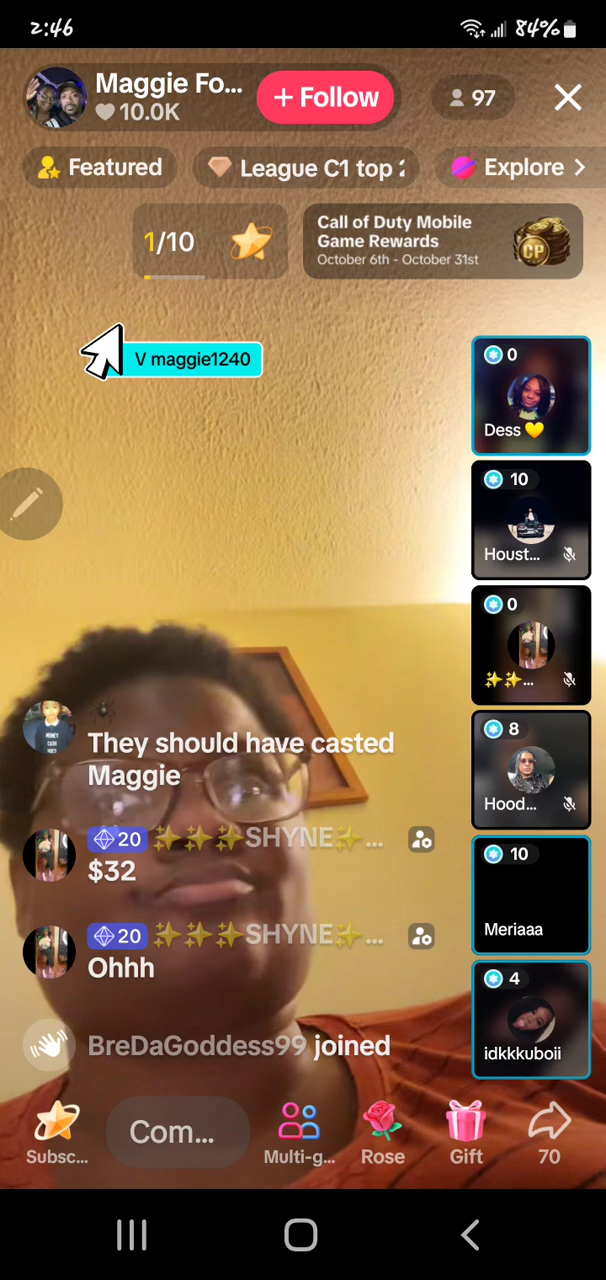 2:46
84%
Maggie Fo...
+ Follow
10.0K
97
Featured
League C1 top 2
Explore >
1/10
Call of Duty Mobile
Game Rewards
October 6th - October 31st
CP
V maggie1240
0
Dess 💛
10
Houst...
0
✨✨...
8
Hood...
10
Meriaaa
4
idkkkuboii
🕷️
They should have casted
Maggie
20 ✨✨✨SHYNE✨...
$32
20 ✨✨✨SHYNE✨...
Ohhh
BreDaGoddess99 joined
Subsc...
Com...
Multi-g...
Rose
Gift
70